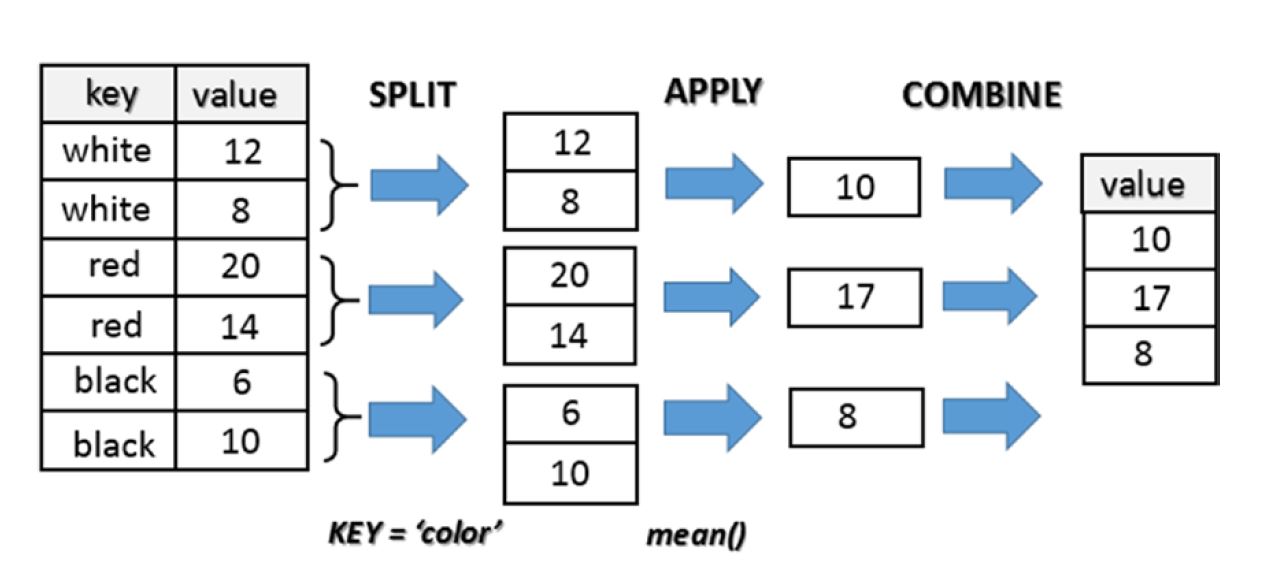 key value
white 12
white 8
red 20
red 14
black 6
black 10
SPLIT
12
8
20
14
6
10
KEY = ‘color’
APPLY
10
17
8
mean()
COMBINE
value
10
17
8